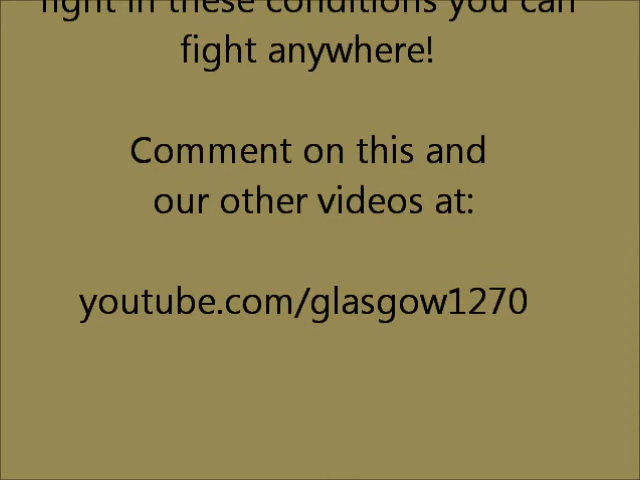 fight in these conditions you can
fight anywhere!
Comment on this and
our other videos at:
youtube.com/glasgow1270